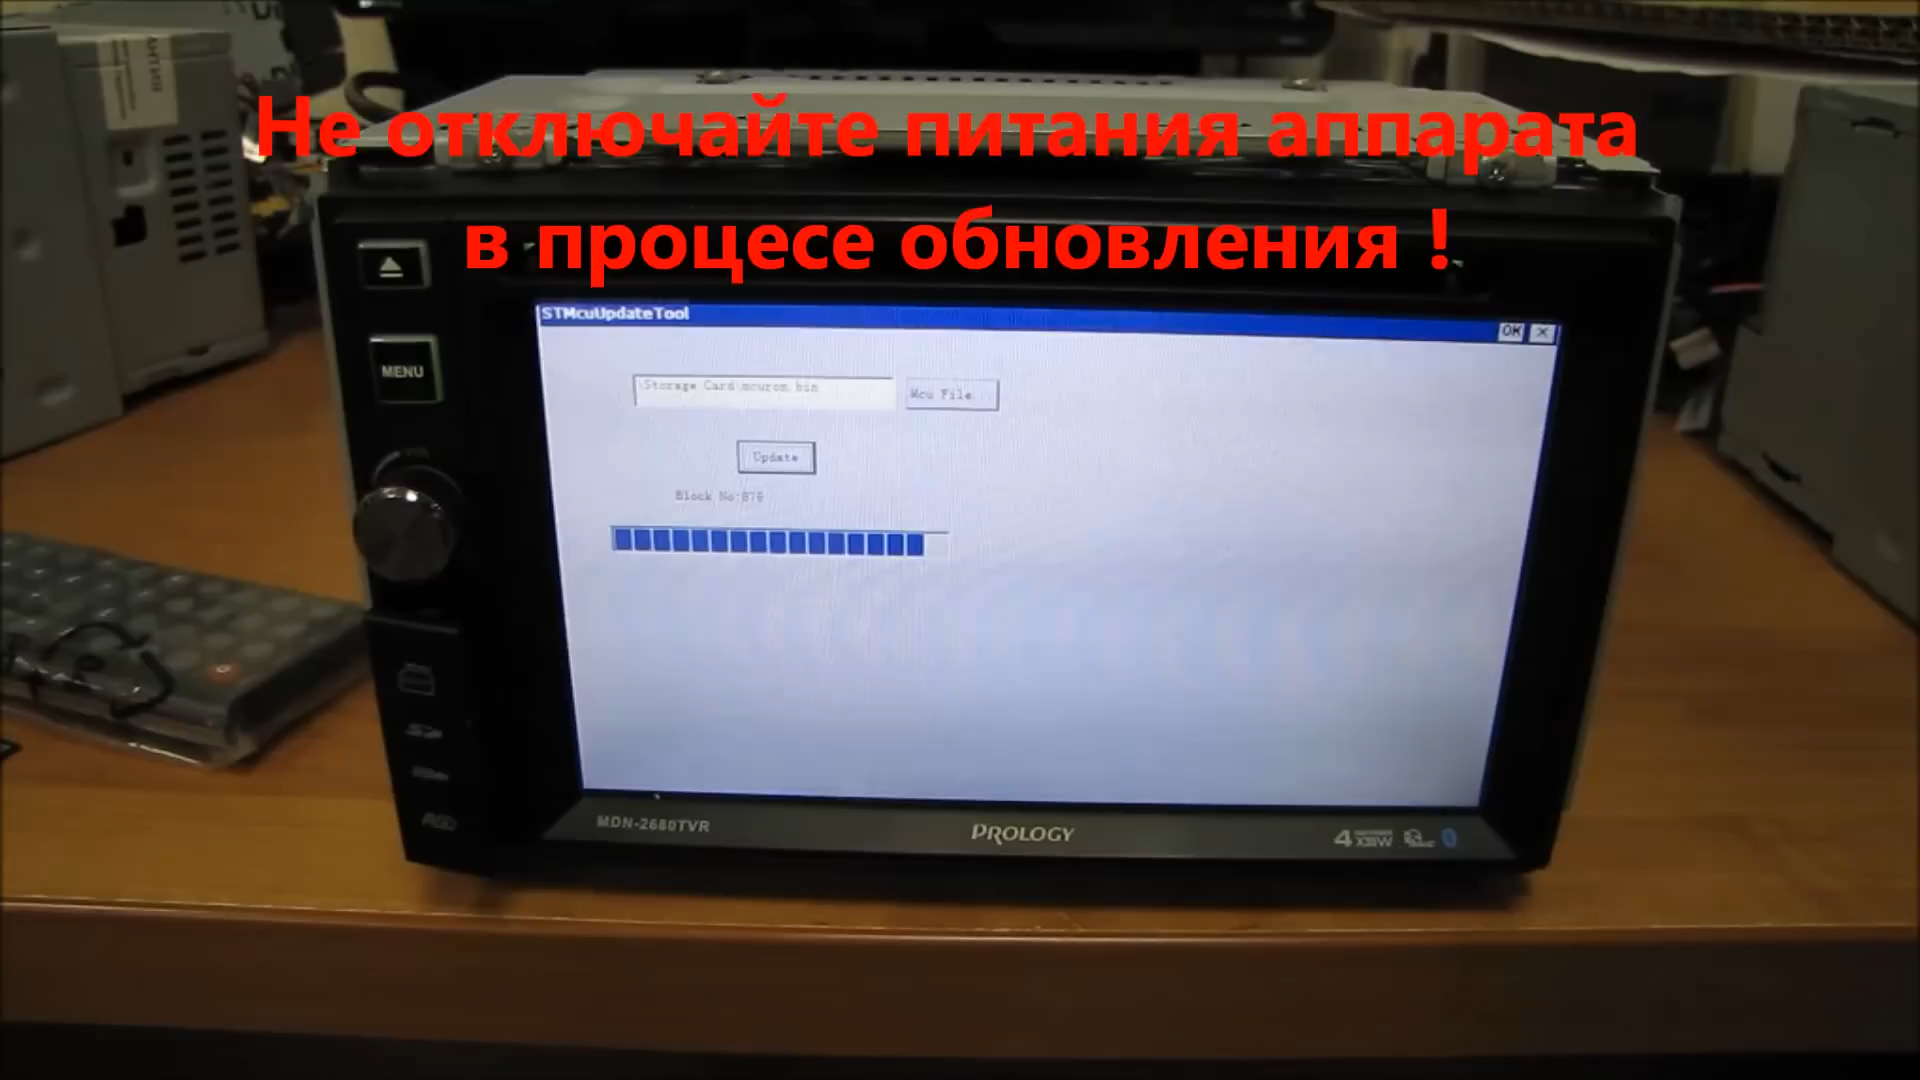 Не отключайте питания аппарата
в процесе обновления !
STMcuUpdateTool
OK
\Storage Card\mcurom.bin
Mcu File
Update
Block No:876
MENU
MDN-2680TVR
PROLOGY